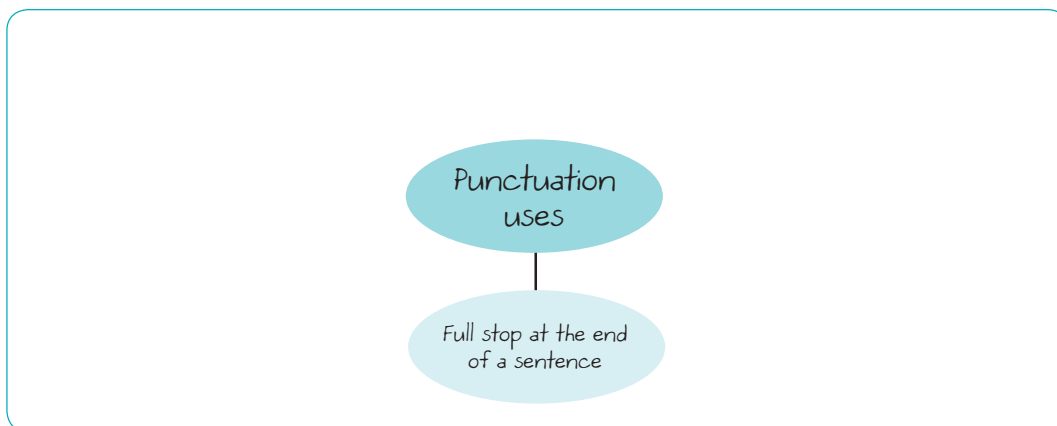 Punctuation
uses
Full stop at the end
of a sentence